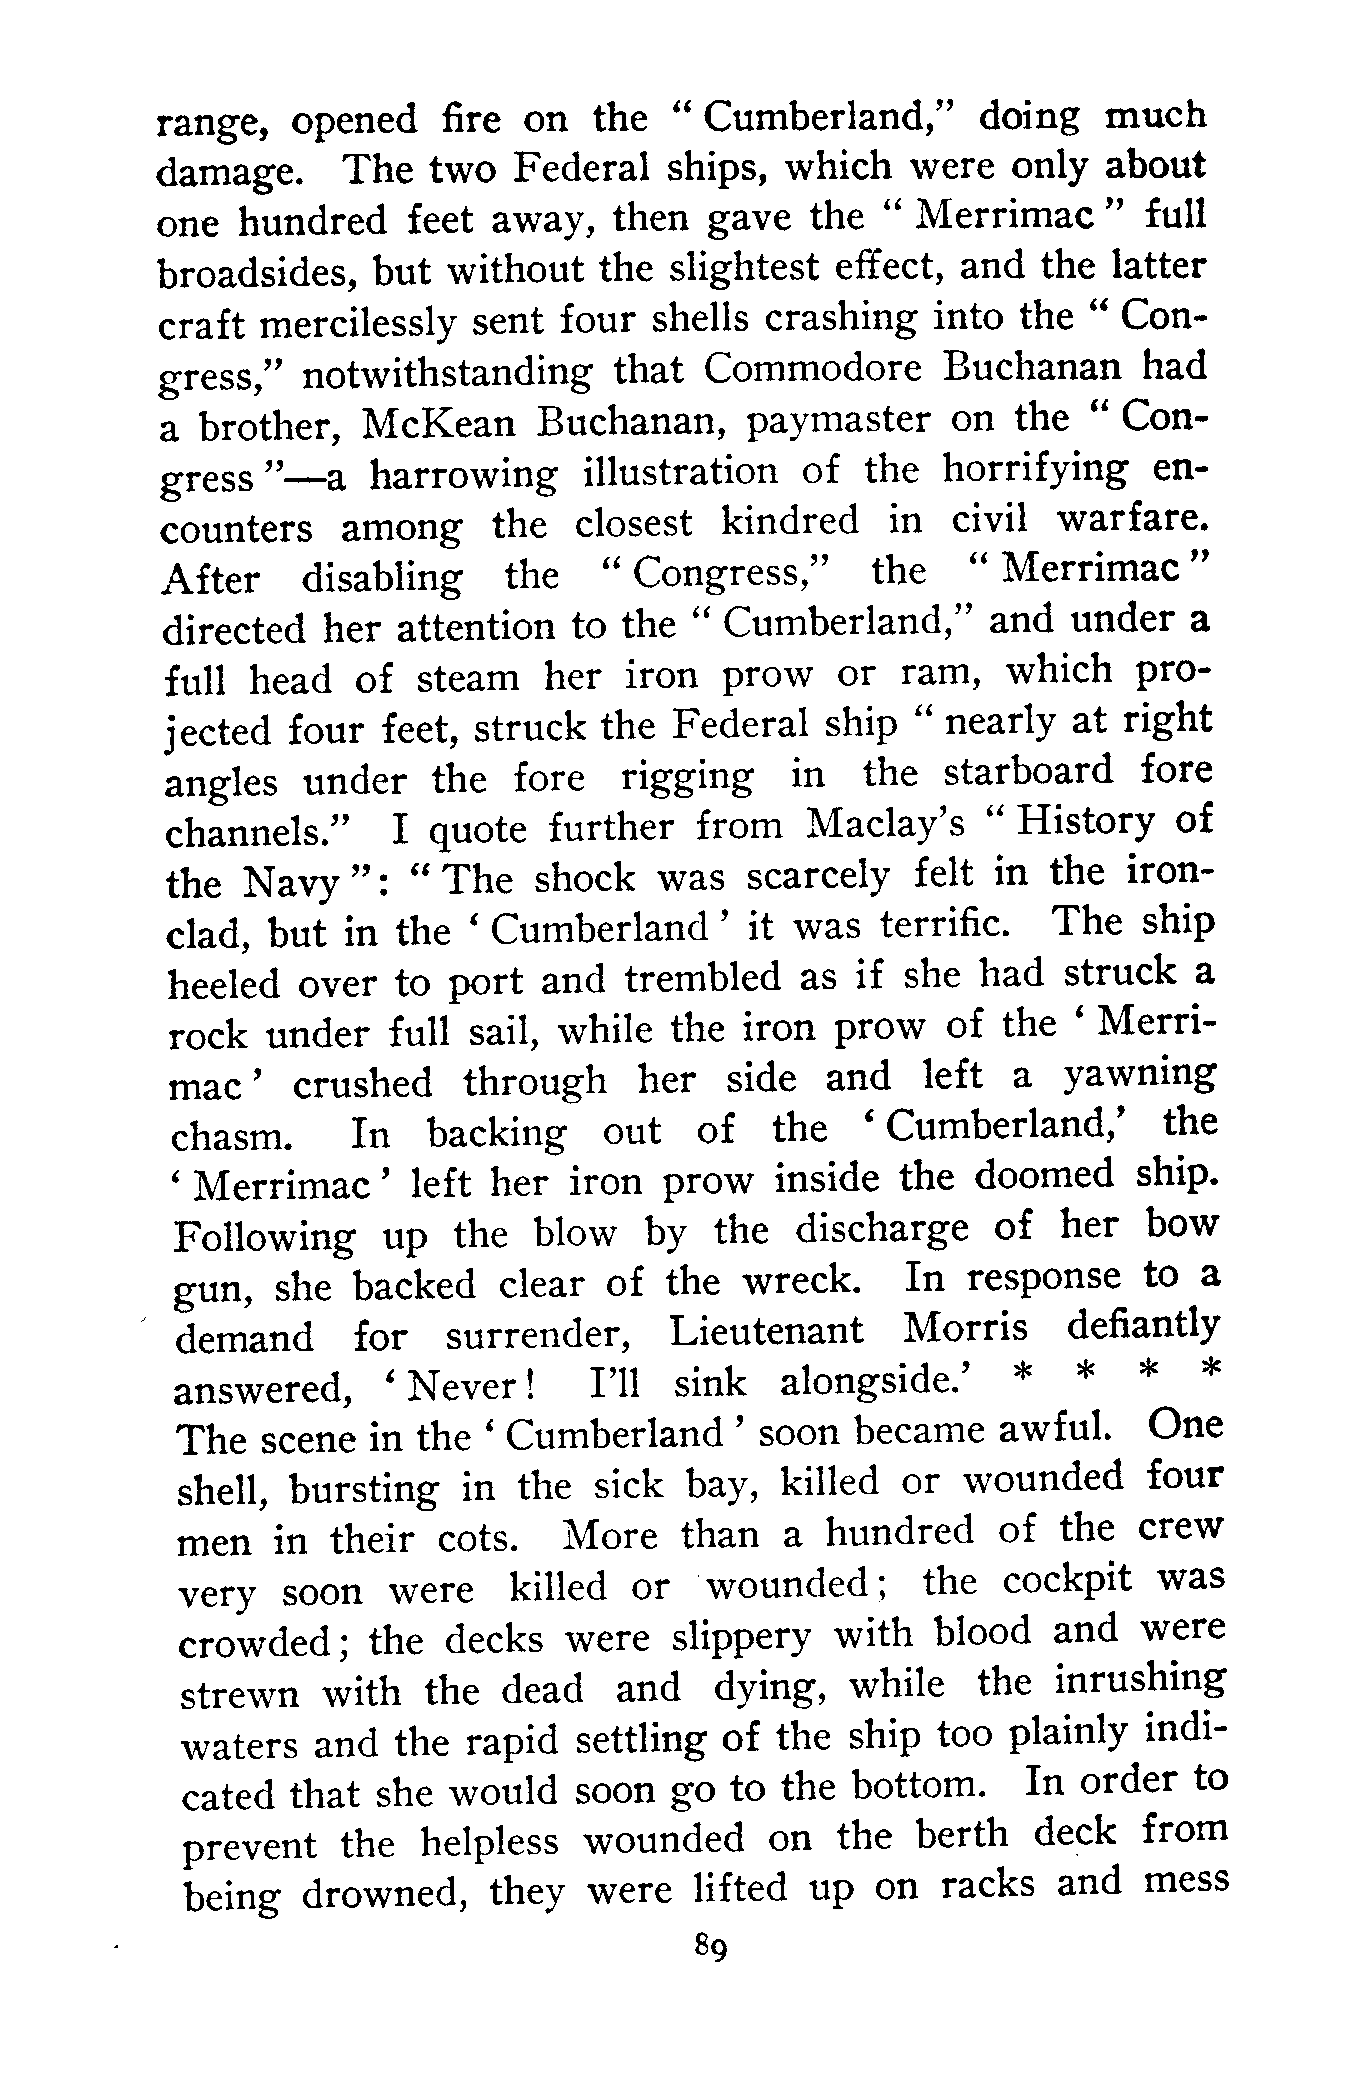 range, opened fire on the “ Cumberland,” doing much
damage. The two Federal ships, which were only about
one hundred feet away, then gave the “ Merrimac ” full
broadsides, but without the slightest effect, and the latter
craft mercilessly sent four shells crashing into the “ Con-
gress,” notwithstanding that Commodore Buchanan had
a brother, McKean Buchanan, paymaster on the “ Con-
gress ”—a harrowing illustration of the horrifying en-
counters among the closest kindred in civil warfare.
After disabling the “ Congress,” the “ Merrimac ”
directed her attention to the “ Cumberland,” and under a
full head of steam her iron prow or ram, which pro-
jected four feet, struck the Federal ship “ nearly at right
angles under the fore rigging in the starboard fore
channels.” I quote further from Maclay’s “ History of
the Navy ”: “ The shock was scarcely felt in the iron-
clad, but in the ‘ Cumberland ’ it was terrific. The ship
heeled over to port and trembled as if she had struck a
rock under full sail, while the iron prow of the ‘ Merri-
mac ’ crushed through her side and left a yawning
chasm. In backing out of the ‘ Cumberland,’ the
‘ Merrimac ’ left her iron prow inside the doomed ship.
Following up the blow by the discharge of her bow
gun, she backed clear of the wreck. In response to a
demand for surrender, Lieutenant Morris defiantly
answered, ‘ Never ! I’ll sink alongside.’ * * * *
The scene in the ‘ Cumberland ’ soon became awful. One
shell, bursting in the sick bay, killed or wounded four
men in their cots. More than a hundred of the crew
very soon were killed or wounded ; the cockpit was
crowded ; the decks were slippery with blood and were
strewn with the dead and dying, while the inrushing
waters and the rapid settling of the ship too plainly indi-
cated that she would soon go to the bottom. In order to
prevent the helpless wounded on the berth deck from
being drowned, they were lifted up on racks and mess
89